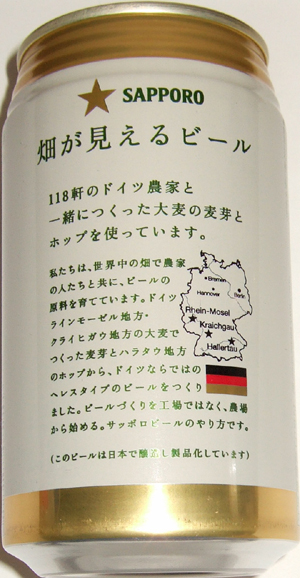 SAPPORO
畑が見えるビール
118軒のドイツ農家と
一緒につくった大麦の麦芽と
ホップを使っています。
私たちは、世界中の畑で農家
の人たちと共に、ビールの
原料を育てています。ドイツ
ラインモーゼル地方・
クライヒガウ地方の大麦で
つくった麦芽とハラタウ地方
のホップから、ドイツならではの
ヘレスタイプのビールをつくり
ました。ビールづくりを工場ではなく、農場
から始める。サッポロビールのやり方です。
(このビールは日本で醸造し製品化しています)
Bremen
Hannover
Berlin
Rhein-Mosel
Kraichgau
Hallertau